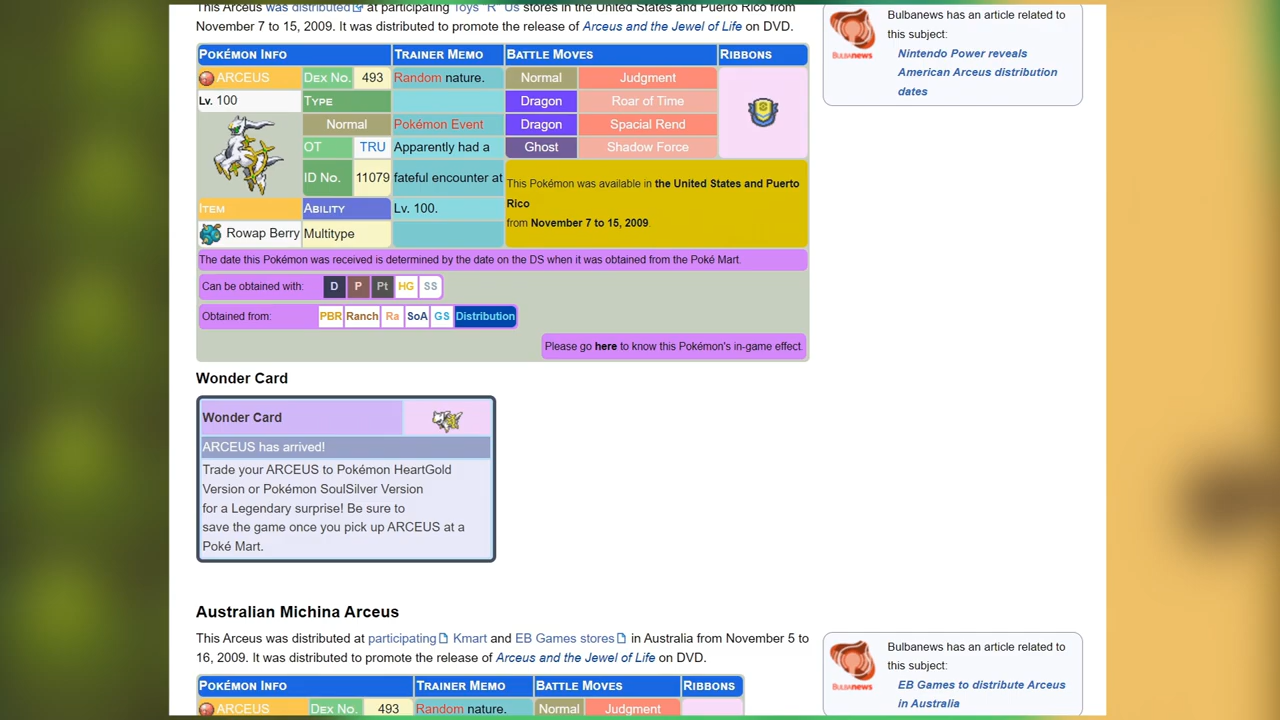 This Arceus was distributed at participating Toys "R" Us stores in the United States and Puerto Rico from
November 7 to 15, 2009. It was distributed to promote the release of Arceus and the Jewel of Life on DVD.
Bulbanews has an article related to
this subject:
Nintendo Power reveals
American Arceus distribution
dates
BULBANEWS
POKÉMON INFO TRAINER MEMO BATTLE MOVES RIBBONS
ARCEUS DEX NO. 493 Random nature. Normal Judgment
Lv. 100 TYPE Dragon Roar of Time
Normal Pokémon Event Dragon Spacial Rend
OT TRU Apparently had a Ghost Shadow Force
ID NO. 11079 fateful encounter at
This Pokémon was available in the United States and Puerto
Rico
from November 7 to 15, 2009.
ITEM ABILITY Lv. 100.
Rowap Berry Multitype
The date this Pokémon was received is determined by the date on the DS when it was obtained from the Poké Mart.
Can be obtained with: D P Pt HG SS
Obtained from: PBR Ranch Ra SoA GS Distribution
Please go here to know this Pokémon's in-game effect.
Wonder Card
Wonder Card
ARCEUS has arrived!
Trade your ARCEUS to Pokémon HeartGold
Version or Pokémon SoulSilver Version
for a Legendary surprise! Be sure to
save the game once you pick up ARCEUS at a
Poké Mart.
Australian Michina Arceus
This Arceus was distributed at participating Kmart and EB Games stores in Australia from November 5 to
16, 2009. It was distributed to promote the release of Arceus and the Jewel of Life on DVD.
Bulbanews has an article related to
this subject:
EB Games to distribute Arceus
in Australia
BULBANEWS
POKÉMON INFO TRAINER MEMO BATTLE MOVES RIBBONS
ARCEUS DEX NO. 493 Random nature. Normal Judgment